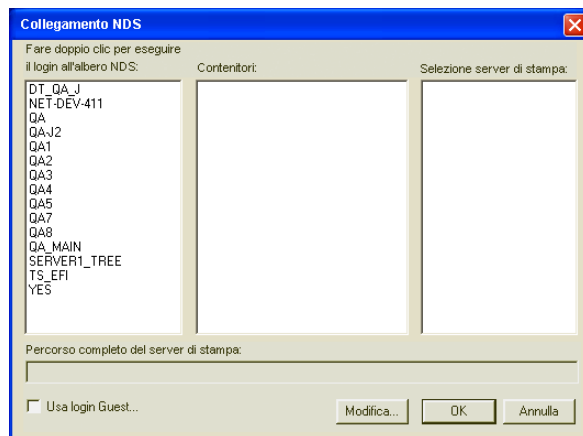 Collegamento NDS
Fare doppio clic per eseguire
il login all'albero NDS:
Contenitori:
Selezione server di stampa:
DT_QA_J
NET-DEV-411
QA
QA-J2
QA1
QA2
QA3
QA4
QA5
QA7
QA8
QA_MAIN
SERVER1_TREE
TS_EFI
YES
Percorso completo del server di stampa:
Usa login Guest...
Modifica...
OK
Annulla